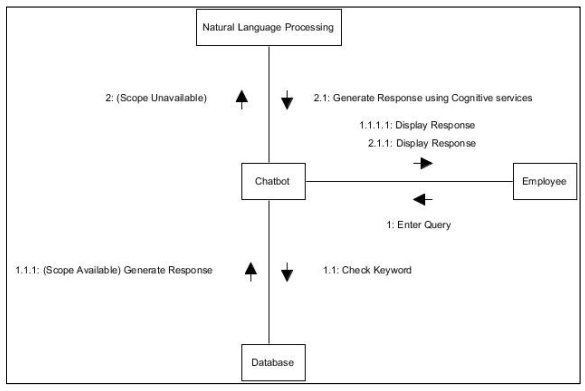 Natural Language Processing
2: (Scope Unavailable)
2.1: Generate Response using Cognitive services
1.1.1.1: Display Response
2.1.1: Display Response
Chatbot
Employee
1: Enter Query
1.1.1: (Scope Available) Generate Response
1.1: Check Keyword
Database